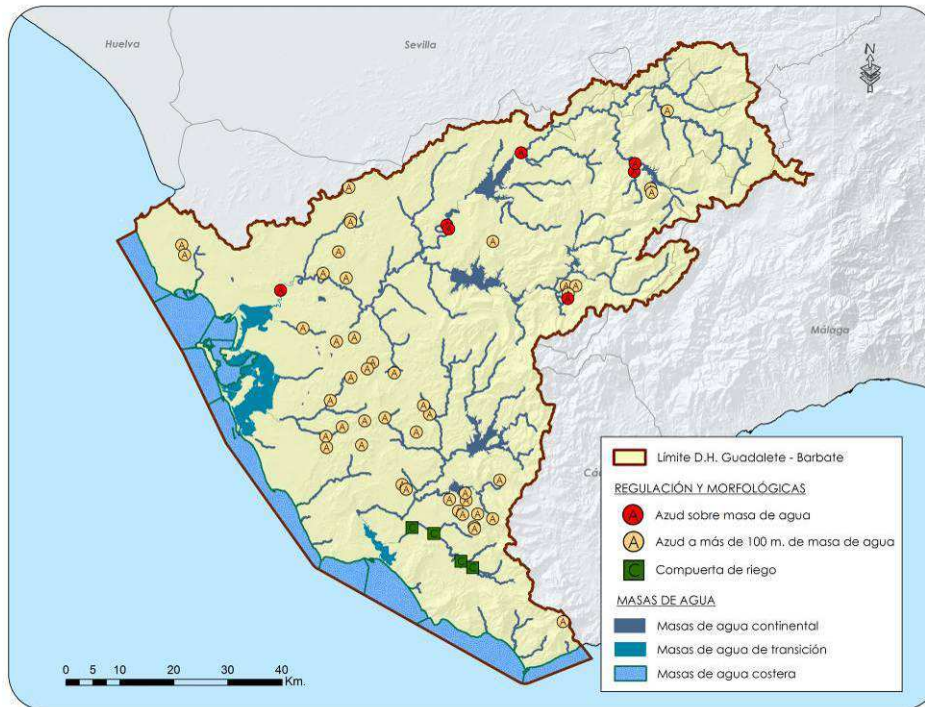 Huelva
Sevilla
N
Málaga
Límite D.H. Guadalete - Barbate
REGULACIÓN Y MORFOLÓGICAS
A Azud sobre masa de agua
A Azud a más de 100 m. de masa de agua
C Compuerta de riego
MASAS DE AGUA
Masas de agua continental
Masas de agua de transición
Masas de agua costera
0 5 10 20 30 40
Km.